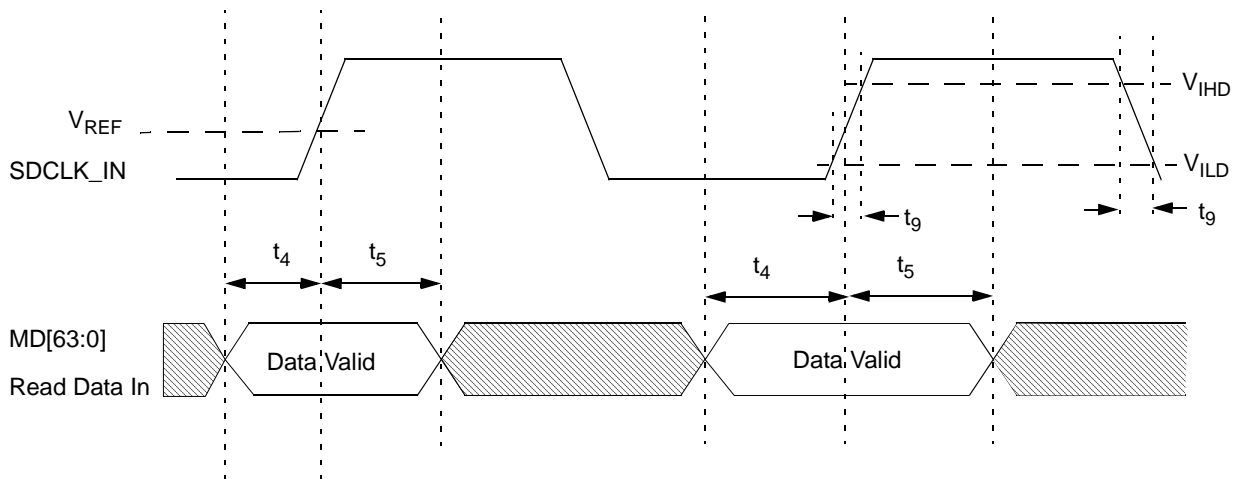 V_IHD
V_REF
SDCLK_IN
V_ILD
t_9
t_9
t_4
t_5
t_4
t_5
MD[63:0]
Data Valid
Data Valid
Read Data In